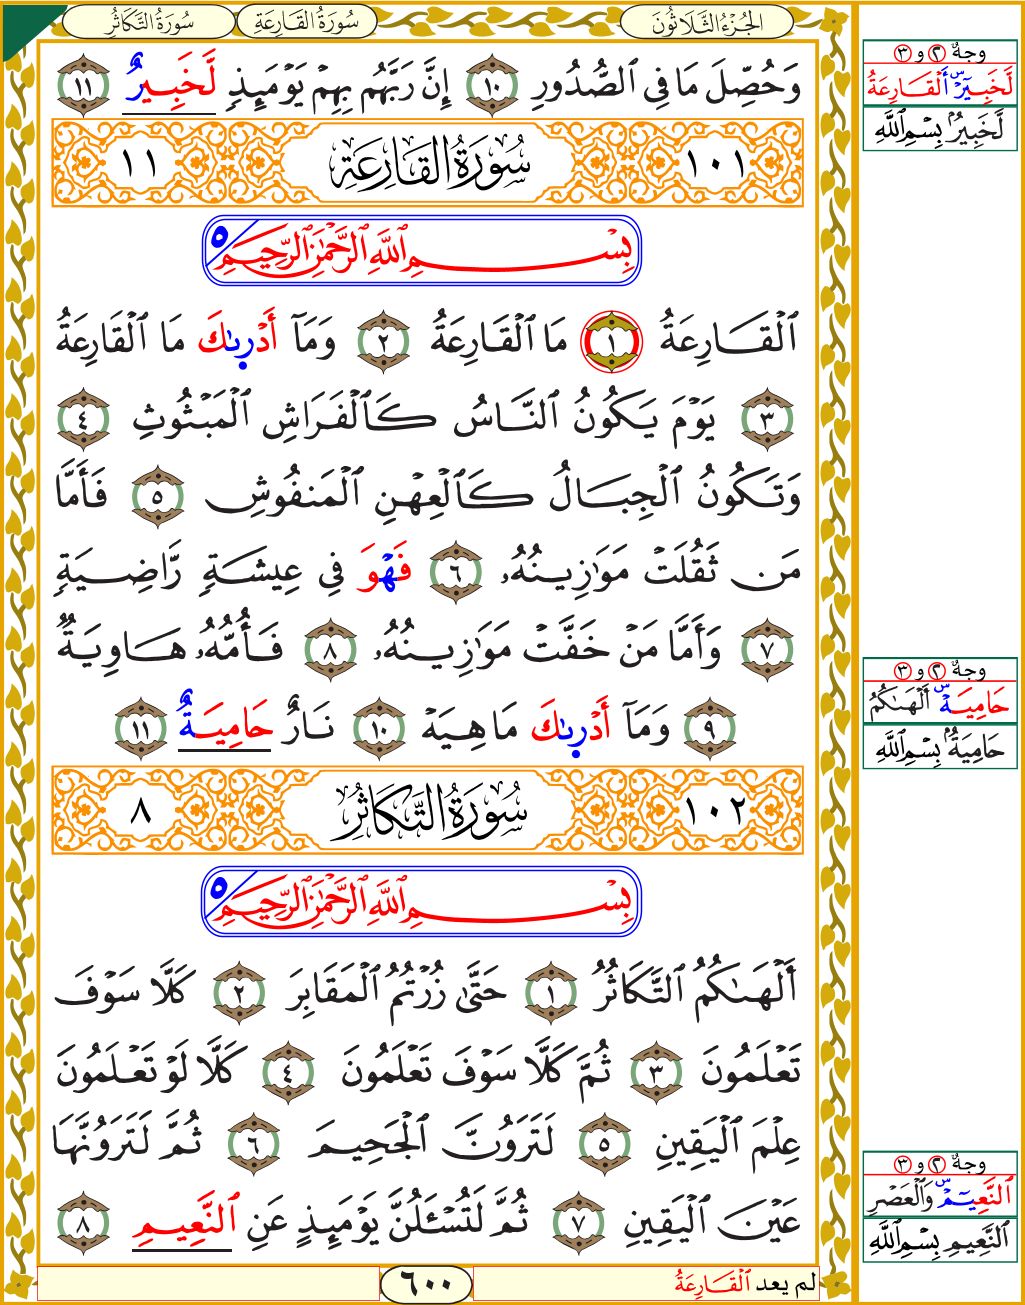 الجُزْءُ الثَّلَاثُونَ
سُورَةُ القَارِعَةِ
سُورَةُ التَّكَاثُرِ
وَحُصِّلَ مَا فِي ٱلصُّدُورِ ١٠ إِنَّ رَبَّهُم بِهِمْ يَوْمَئِذٍ لَّخَبِيرٌ ١١
١٠١ سُورَةُ القَارِعَةِ ١١
بِسْمِ ٱللَّهِ ٱلرَّحْمَٰنِ ٱلرَّحِيمِ ٥
ٱلْقَارِعَةُ ١ مَا ٱلْقَارِعَةُ ٢ وَمَآ أَدْرىٰكَ مَا ٱلْقَارِعَةُ
٣ يَوْمَ يَكُونُ ٱلنَّاسُ كَٱلْفَرَاشِ ٱلْمَبْثُوثِ ٤
وَتَكُونُ ٱلْجِبَالُ كَٱلْعِهْنِ ٱلْمَنفُوشِ ٥ فَأَمَّا
مَن ثَقُلَتْ مَوَٰزِينُهُۥ ٦ فَهْوَ فِي عِيشَةٍ رَّاضِيَةٍ
٧ وَأَمَّا مَنْ خَفَّتْ مَوَٰزِينُهُۥ ٨ فَأُمُّهُۥ هَاوِيَةٌ
٩ وَمَآ أَدْرىٰكَ مَا هِيَهْ ١٠ نَارٌ حَامِيَةٌ ١١
١٠٢ سُورَةُ التَّكَاثُرِ ٨
بِسْمِ ٱللَّهِ ٱلرَّحْمَٰنِ ٱلرَّحِيمِ ٥
أَلْهَىٰكُمُ ٱلتَّكَاثُرُ ١ حَتَّىٰ زُرْتُمُ ٱلْمَقَابِرَ ٢ كَلَّا سَوْفَ
تَعْلَمُونَ ٣ ثُمَّ كَلَّا سَوْفَ تَعْلَمُونَ ٤ كَلَّا لَوْ تَعْلَمُونَ
عِلْمَ ٱلْيَقِينِ ٥ لَتَرَوُنَّ ٱلْجَحِيمَ ٦ ثُمَّ لَتَرَوُنَّهَا
عَيْنَ ٱلْيَقِينِ ٧ ثُمَّ لَتُسْـَٔلُنَّ يَوْمَئِذٍ عَنِ ٱلنَّعِيمِ ٨
لم يعد ٱلْقَارِعَةُ
٦٠٠
وجهٌ ٢ و ٣
لَّخَبِيرٌ س أَلْقَارِعَةُ
لَّخَبِيرُۢ بِسْمِ ٱللَّهِ
وجهٌ ٢ و ٣
حَامِيَةٌ س أَلْهَىٰكُمُ
حَامِيَةُۢ بِسْمِ ٱللَّهِ
وجهٌ ٢ و ٣
ٱلنَّعِيمِ س وَٱلْعَصْرِ
ٱلنَّعِيمِ بِسْمِ ٱللَّهِ